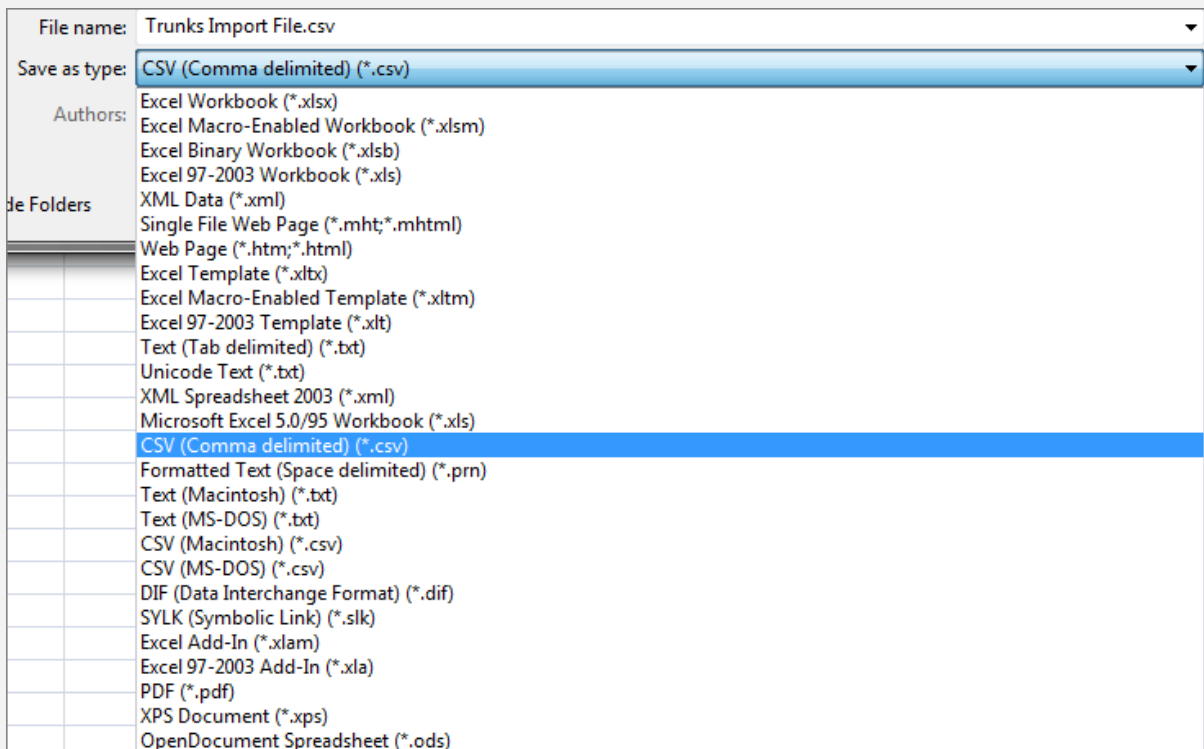 File name: Trunks Import File.csv
Save as type: CSV (Comma delimited) (*.csv)
Authors:
de Folders
Excel Workbook (*.xlsx)
Excel Macro-Enabled Workbook (*.xlsm)
Excel Binary Workbook (*.xlsb)
Excel 97-2003 Workbook (*.xls)
XML Data (*.xml)
Single File Web Page (*.mht;*.mhtml)
Web Page (*.htm;*.html)
Excel Template (*.xltx)
Excel Macro-Enabled Template (*.xltm)
Excel 97-2003 Template (*.xlt)
Text (Tab delimited) (*.txt)
Unicode Text (*.txt)
XML Spreadsheet 2003 (*.xml)
Microsoft Excel 5.0/95 Workbook (*.xls)
CSV (Comma delimited) (*.csv)
Formatted Text (Space delimited) (*.prn)
Text (Macintosh) (*.txt)
Text (MS-DOS) (*.txt)
CSV (Macintosh) (*.csv)
CSV (MS-DOS) (*.csv)
DIF (Data Interchange Format) (*.dif)
SYLK (Symbolic Link) (*.slk)
Excel Add-In (*.xlam)
Excel 97-2003 Add-In (*.xla)
PDF (*.pdf)
XPS Document (*.xps)
OpenDocument Spreadsheet (*.ods)